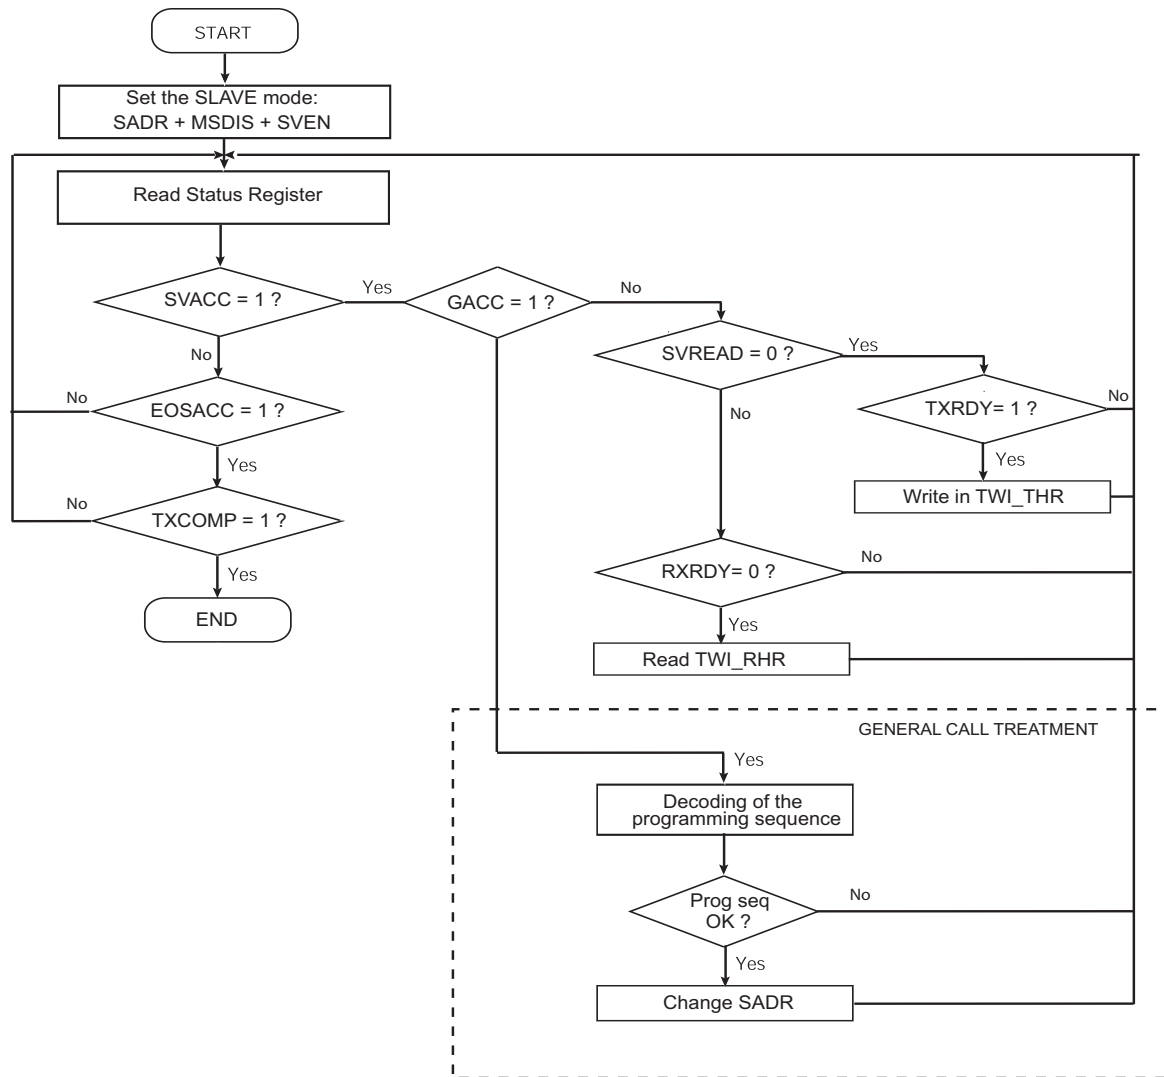 START
Set the SLAVE mode:
SADR + MSDIS + SVEN
Read Status Register
SVACC = 1 ?
Yes
GACC = 1 ?
No
No
SVREAD = 0 ?
Yes
EOSACC = 1 ?
No
No
TXRDY= 1 ?
No
Yes
Yes
Write in TWI_THR
TXCOMP = 1 ?
No
Yes
RXRDY= 0 ?
No
END
Yes
Read TWI_RHR
GENERAL CALL TREATMENT
Yes
Decoding of the
programming sequence
Prog seq
OK ?
No
Yes
Change SADR